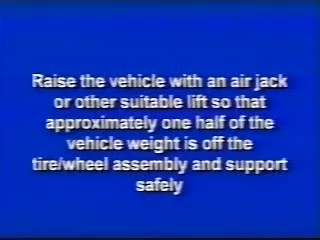 Raise the vehicle with an air jack
or other suitable lift so that
approximately one half of the
vehicle weight is off the
tire/wheel assembly and support
safely